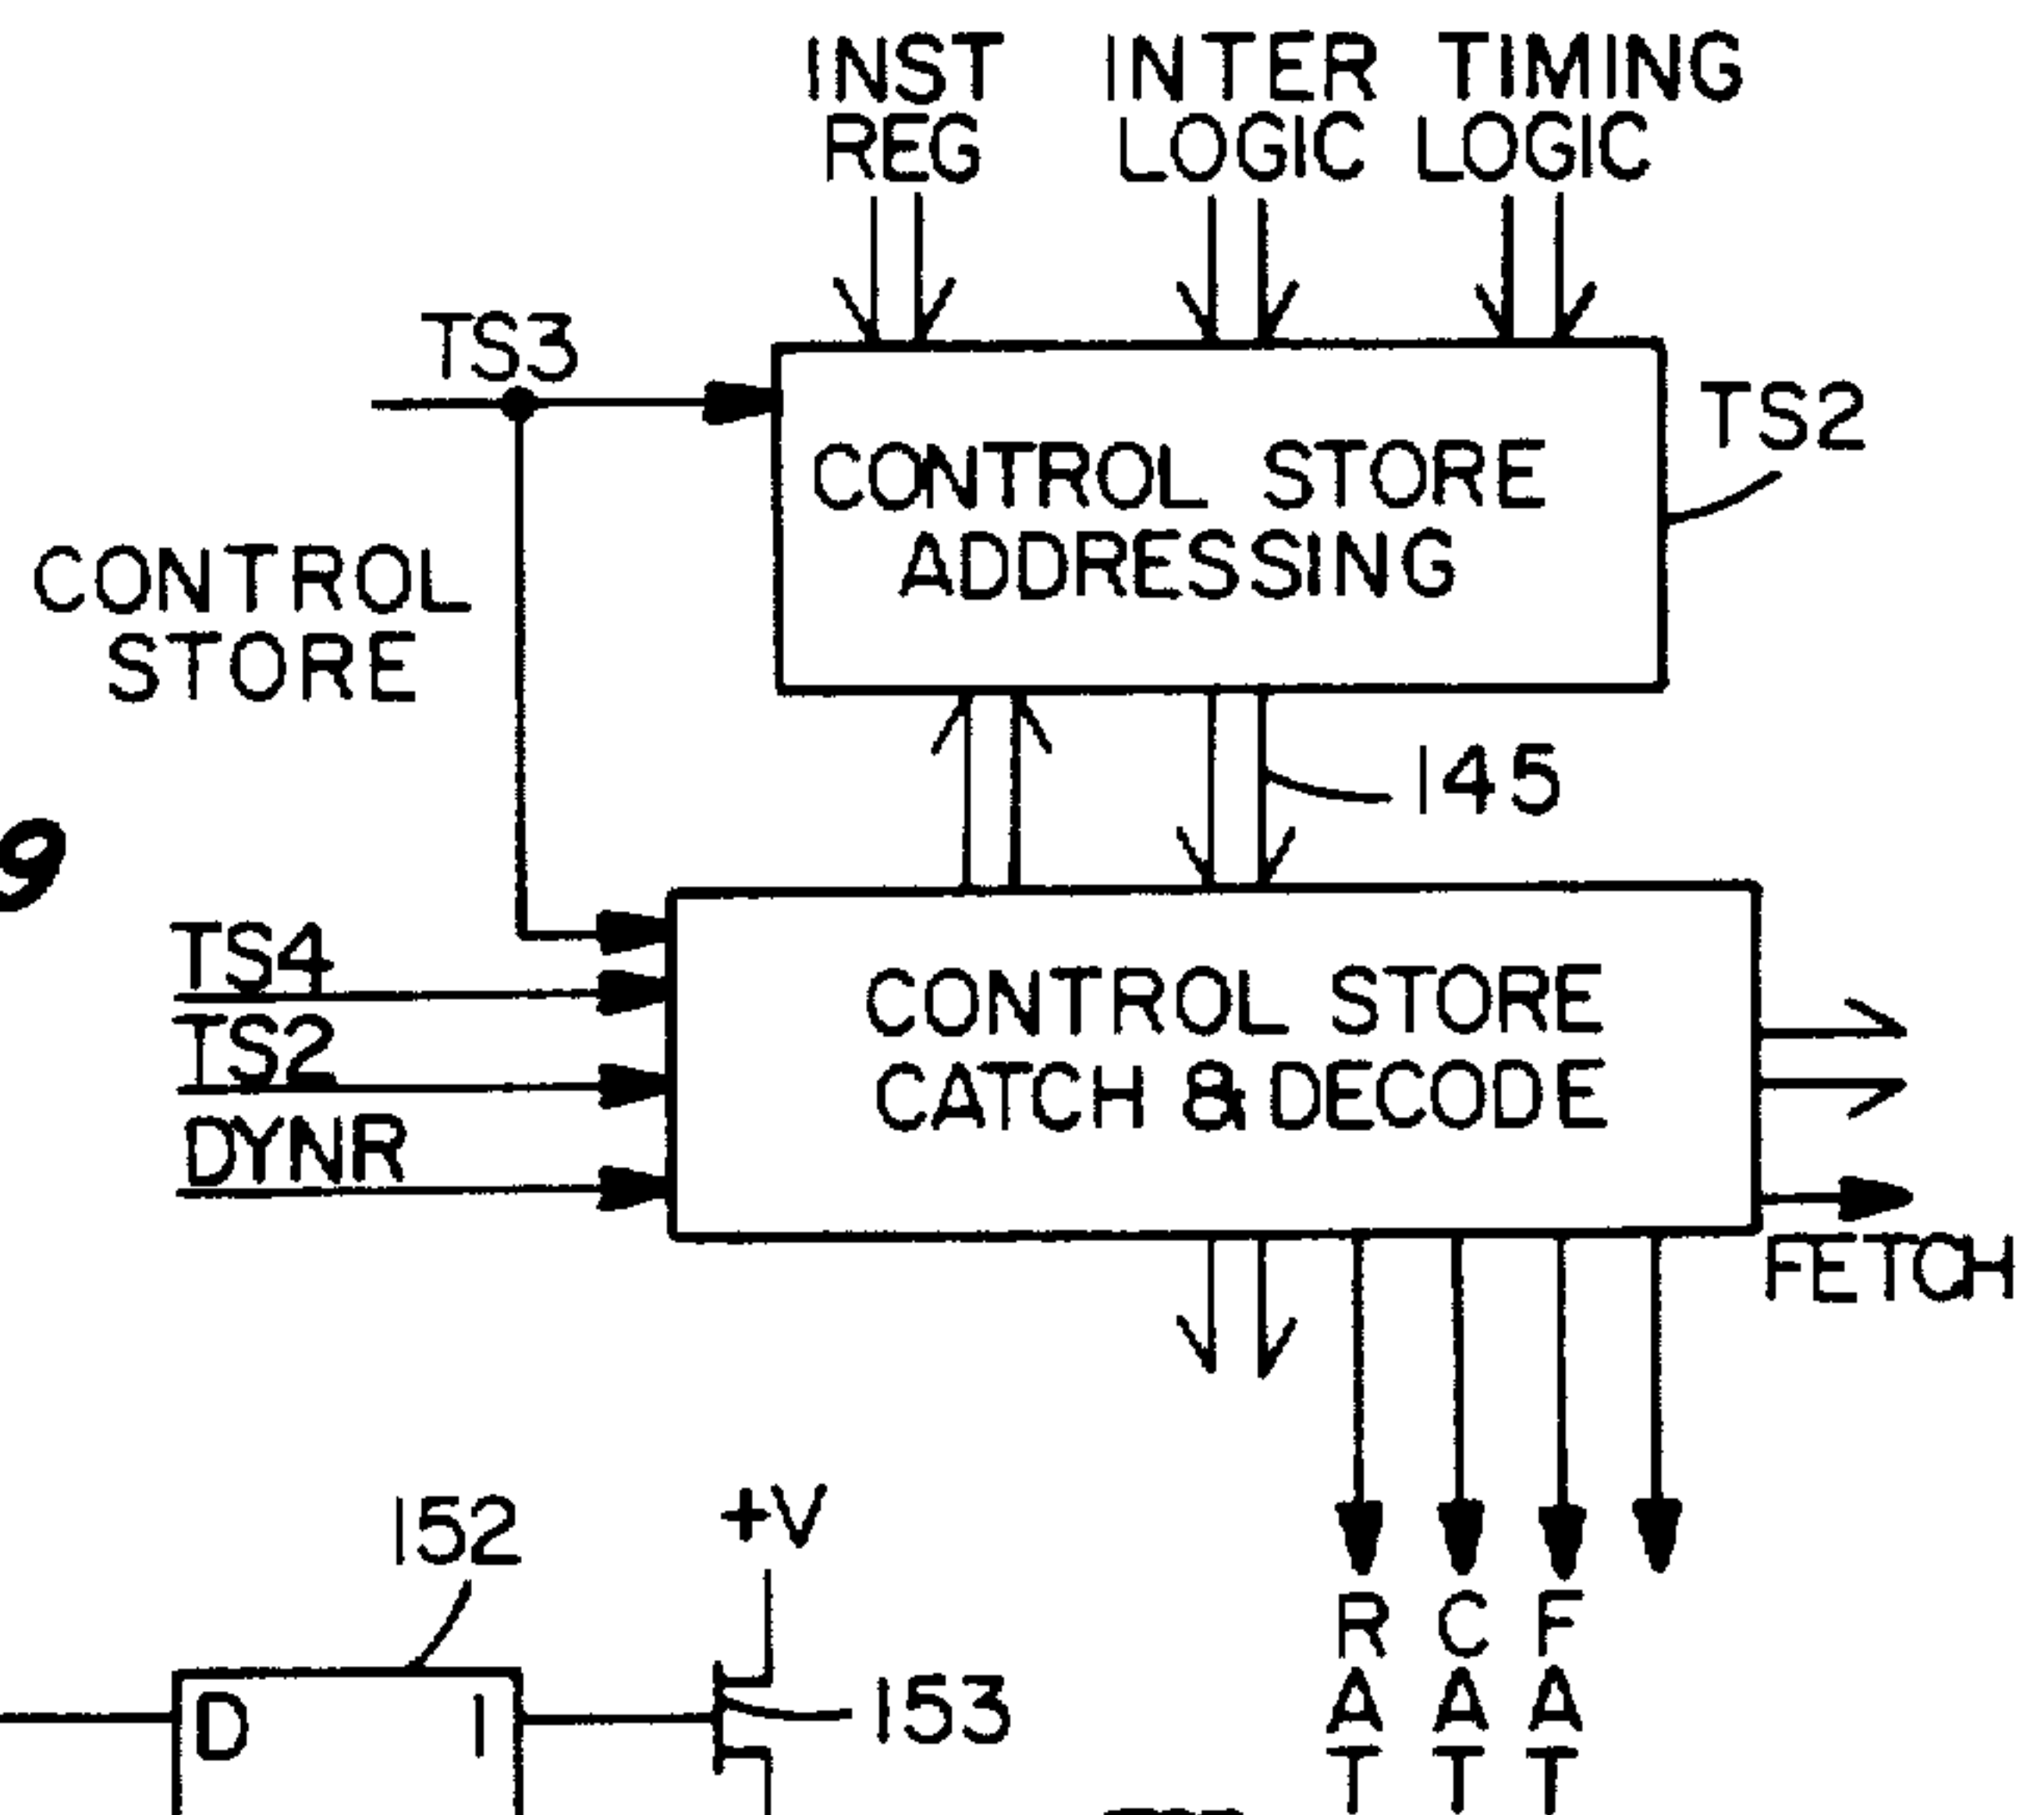 INST INTER TIMING
REG LOGIC LOGIC
TS3
TS2
CONTROL STORE
ADDRESSING
CONTROL
STORE
145
9
TS4
TS2
DYNR
CONTROL STORE
CATCH & DECODE
FETCH
152
+V
153
D 1
R C F
A A A
T T T